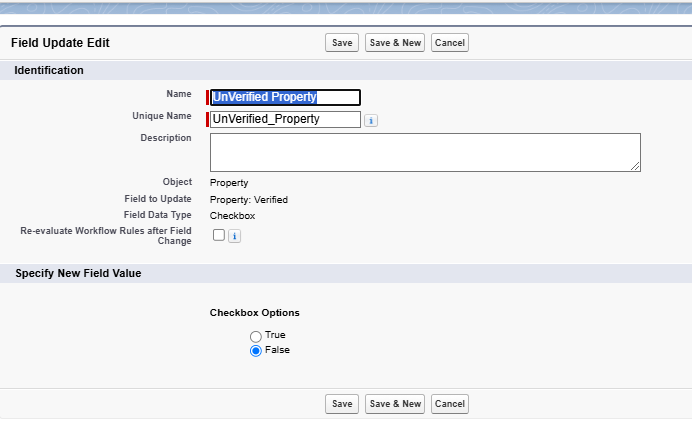 Field Update Edit
Save Save & New Cancel
Identification
Name UnVerified Property
Unique Name UnVerified_Property i
Description
Object Property
Field to Update Property: Verified
Field Data Type Checkbox
Re-evaluate Workflow Rules after Field
Change i
Specify New Field Value
Checkbox Options
True
False
Save Save & New Cancel